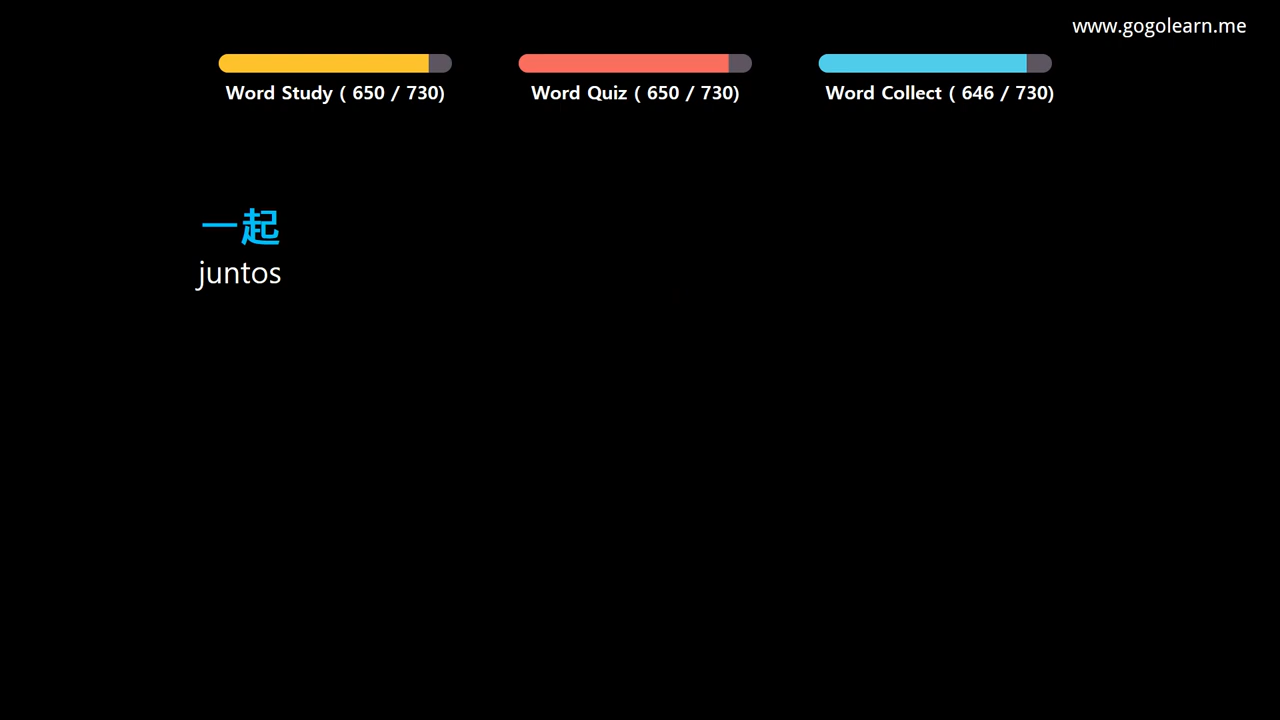 www.gogolearn.me
Word Study ( 650 / 730)
Word Quiz ( 650 / 730)
Word Collect ( 646 / 730)
一起
juntos